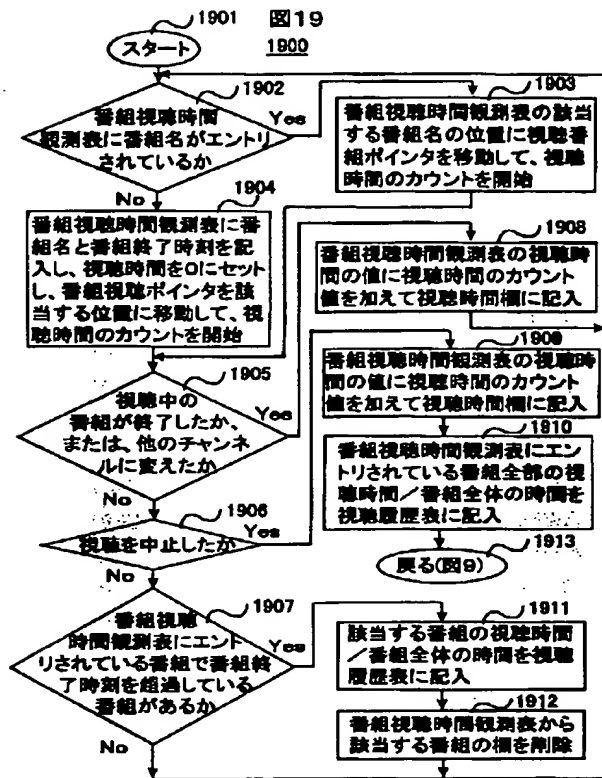 図19
1900
1901
スタート
1902
番組視聴時間
観測表に番組名がエントリ
されているか
Yes
No
1903
番組視聴時間観測表の該当
する番組名の位置に視聴番
組ポインタを移動して、視聴
時間のカウントを開始
1904
番組視聴時間観測表に番
組名と番組終了時刻を記
入し、視聴時間を0にセット
し、番組視聴ポインタを該
当する位置に移動して、視
聴時間のカウントを開始
1908
番組視聴時間観測表の視聴時
間の値に視聴時間のカウント
値を加えて視聴時間欄に記入
1905
視聴中の
番組が終了したか、
または、他のチャンネ
ルに変えたか
Yes
No
1909
番組視聴時間観測表の視聴時
間の値に視聴時間のカウント
値を加えて視聴時間欄に記入
1910
番組視聴時間観測表にエント
リされている番組全部の視
聴時間／番組全体の時間を
視聴履歴表に記入
1906
視聴を中止したか
Yes
No
1913
戻る(図9)
1907
番組視聴
時間観測表にエント
リされている番組で番組終
了時刻を超過している
番組があるか
Yes
No
1911
該当する番組の視聴時間
／番組全体の時間を視聴
履歴表に記入
1912
番組視聴時間観測表から
該当する番組の欄を削除